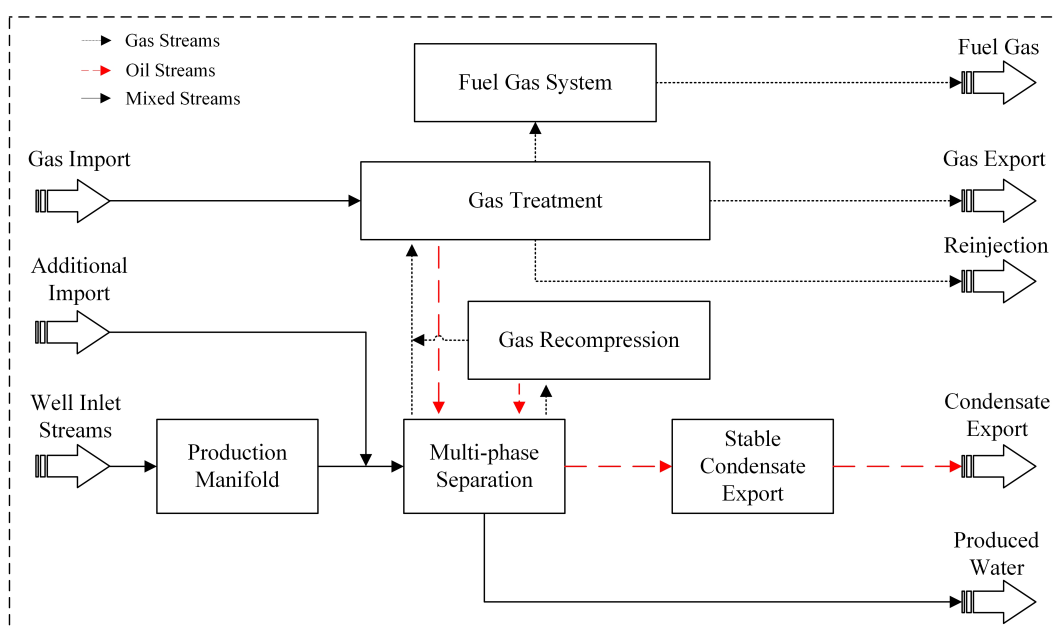 Gas Streams
Oil Streams
Mixed Streams
Fuel Gas System
Fuel Gas
Gas Import
Gas Treatment
Gas Export
Reinjection
Additional
Import
Gas Recompression
Well Inlet
Streams
Production
Manifold
Multi-phase
Separation
Stable
Condensate
Export
Condensate
Export
Produced
Water